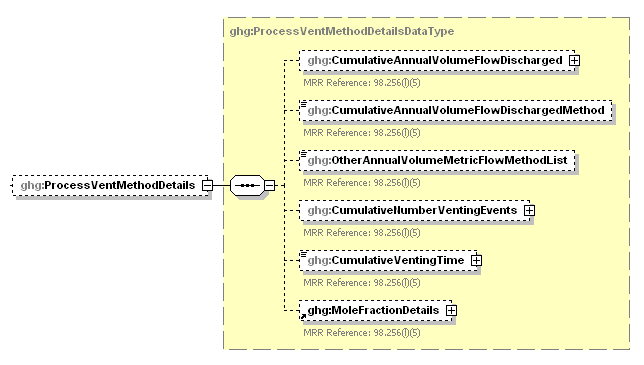 ghg:ProcessVentMethodDetailsDataType
ghg:CumulativeAnnualVolumeFlowDischarged
MRR Reference: 98.256(l)(5)
ghg:CumulativeAnnualVolumeFlowDischargedMethod
MRR Reference: 98.256(l)(5)
ghg:OtherAnnualVolumeMetricFlowMethodList
MRR Reference: 98.256(l)(5)
ghg:ProcessVentMethodDetails
ghg:CumulativeNumberVentingEvents
MRR Reference: 98.256(l)(5)
ghg:CumulativeVentingTime
MRR Reference: 98.256(l)(5)
ghg:MoleFractionDetails
MRR Reference: 98.256(l)(5)